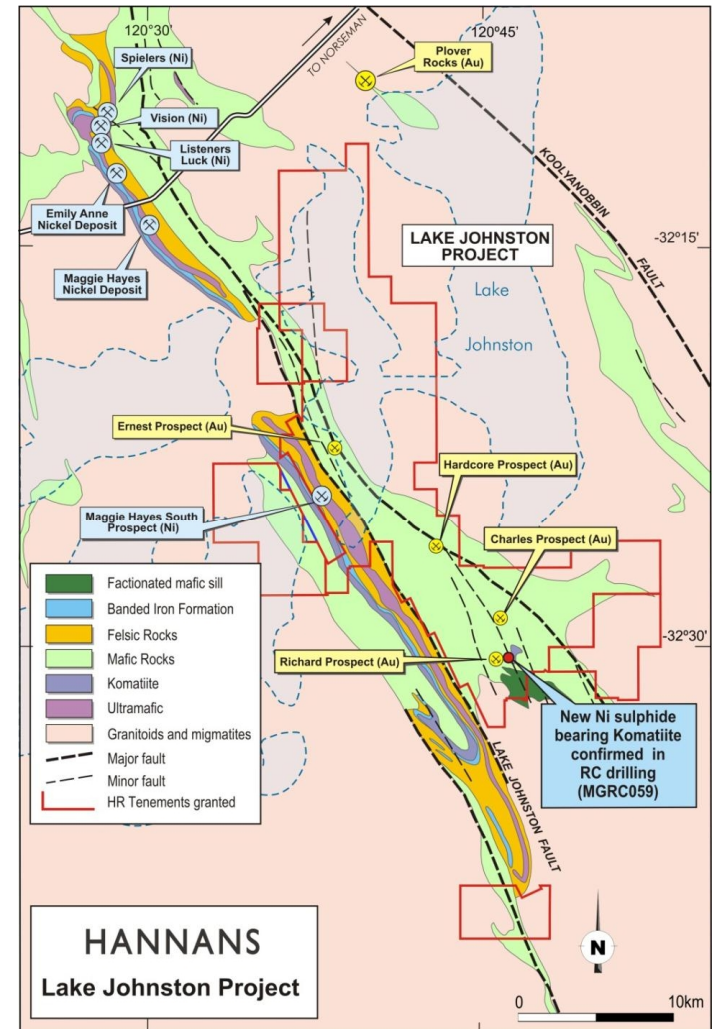 120°30'
120°45'
Spielers (Ni)
Vision (Ni)
Listeners
Luck (Ni)
Emily Anne
Nickel Deposit
Maggie Hayes
Nickel Deposit
TO NORSEMAN
Plover
Rocks (Au)
KOOLYANOBBIN
FAULT
LAKE JOHNSTON
PROJECT
-32°15'
Lake
Johnston
Ernest Prospect (Au)
Hardcore Prospect (Au)
Maggie Hayes South
Prospect (Ni)
Charles Prospect (Au)
Factionated mafic sill
Banded Iron Formation
Felsic Rocks
Mafic Rocks
Komatiite
Ultramafic
Granitoids and migmatites
Major fault
Minor fault
HR Tenements granted
-32°30'
Richard Prospect (Au)
New Ni sulphide
bearing Komatiite
confirmed in
RC drilling
(MGRC059)
LAKE JOHNSTON FAULT
HANNANS
Lake Johnston Project
N
0
10km